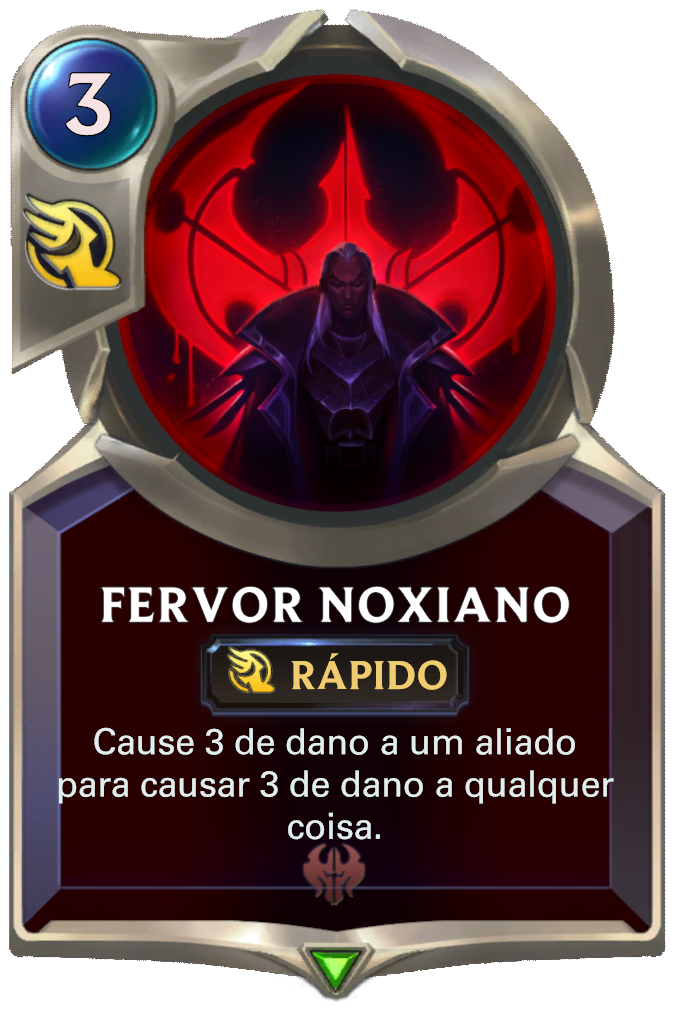 3
FERVOR NOXIANO
RÁPIDO
Cause 3 de dano a um aliado
para causar 3 de dano a qualquer
coisa.